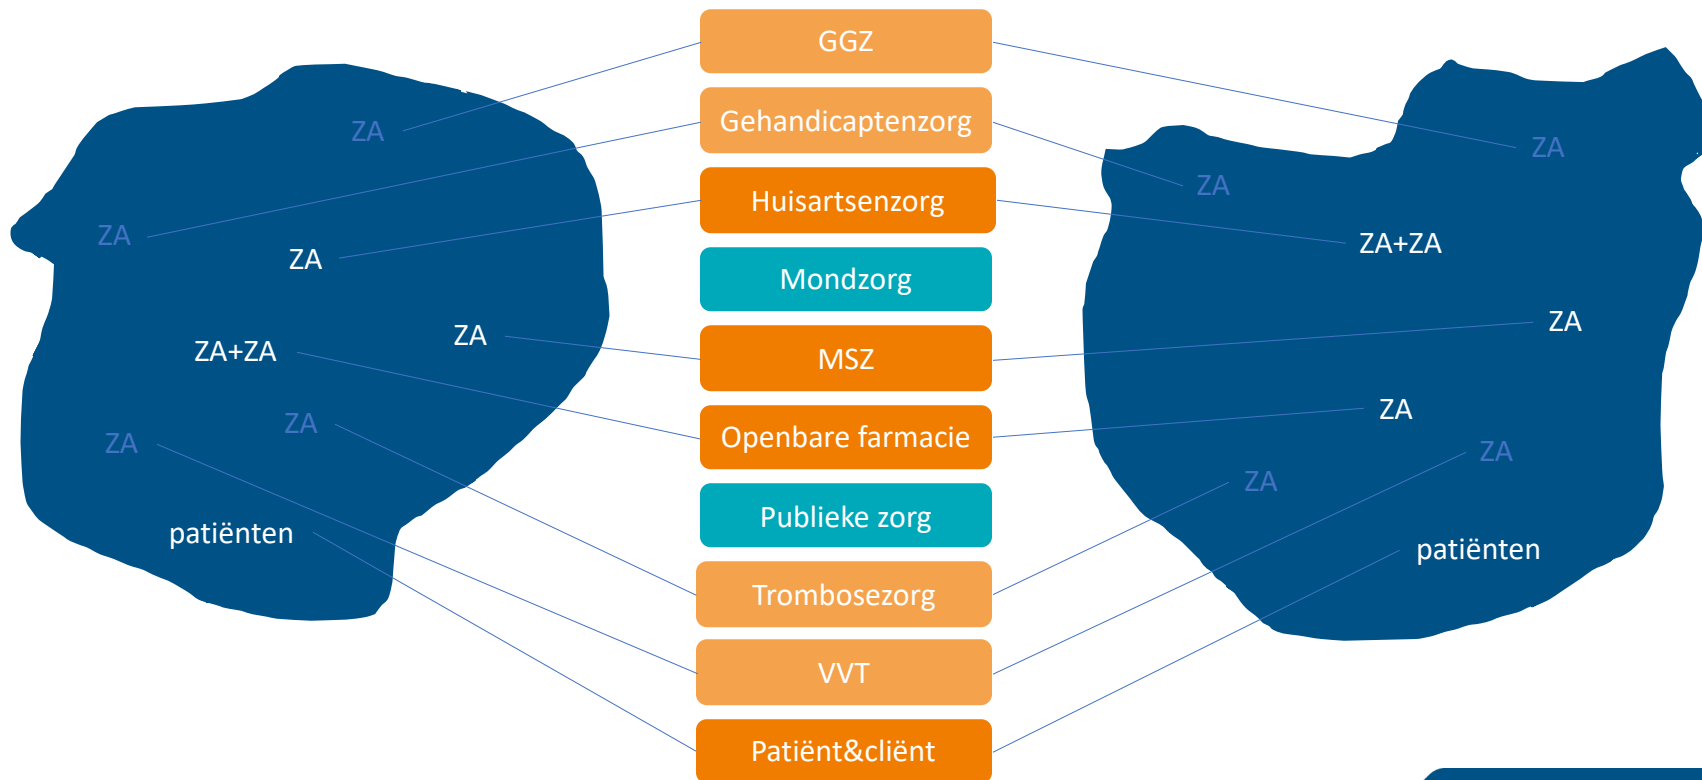 GGZ
Gehandicaptenzorg
Huisartsenzorg
Mondzorg
MSZ
Openbare farmacie
Publieke zorg
Trombosezorg
VVT
Patiënt&cliënt
ZA
ZA
ZA
ZA
ZA+ZA
ZA
ZA
patiënten
ZA
ZA
ZA+ZA
ZA
ZA
ZA
ZA
patiënten